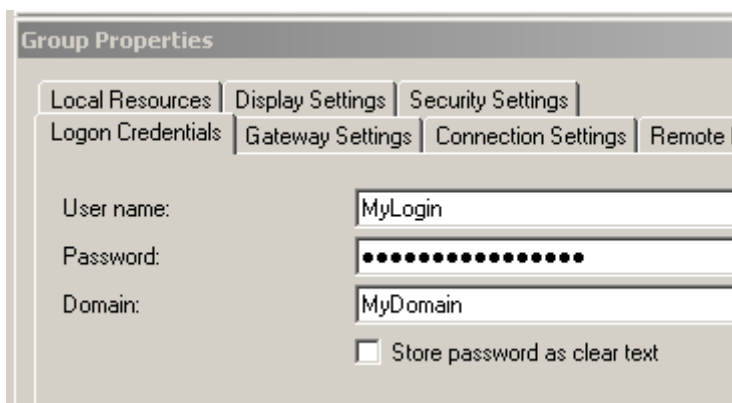 Group Properties
Local Resources Display Settings Security Settings
Logon Credentials Gateway Settings Connection Settings Remote
User name: MyLogin
Password: ●●●●●●●●●●●●●●●●
Domain: MyDomain
Store password as clear text